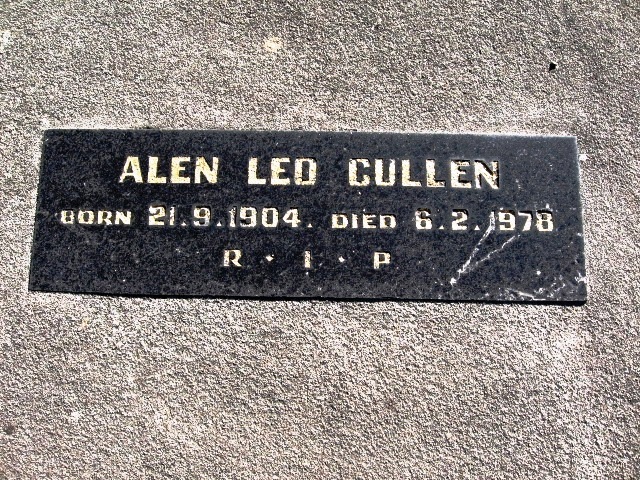 ALEN LEO CULLEN
BORN 21.9.1904. DIED 6.2.1978
R · I · P